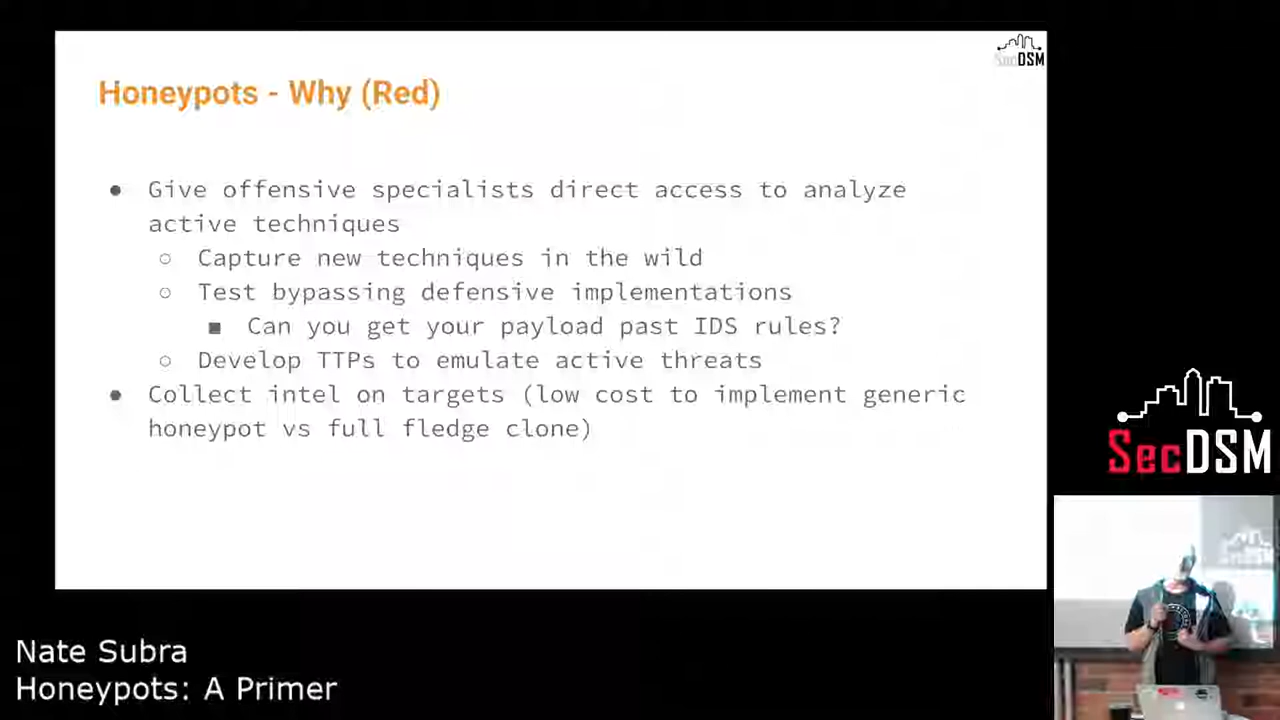 SecDSM
Honeypots - Why (Red)
● Give offensive specialists direct access to analyze
active techniques
○ Capture new techniques in the wild
○ Test bypassing defensive implementations
■ Can you get your payload past IDS rules?
○ Develop TTPs to emulate active threats
● Collect intel on targets (low cost to implement generic
honeypot vs full fledge clone)
SecDSM
Nate Subra
Honeypots: A Primer